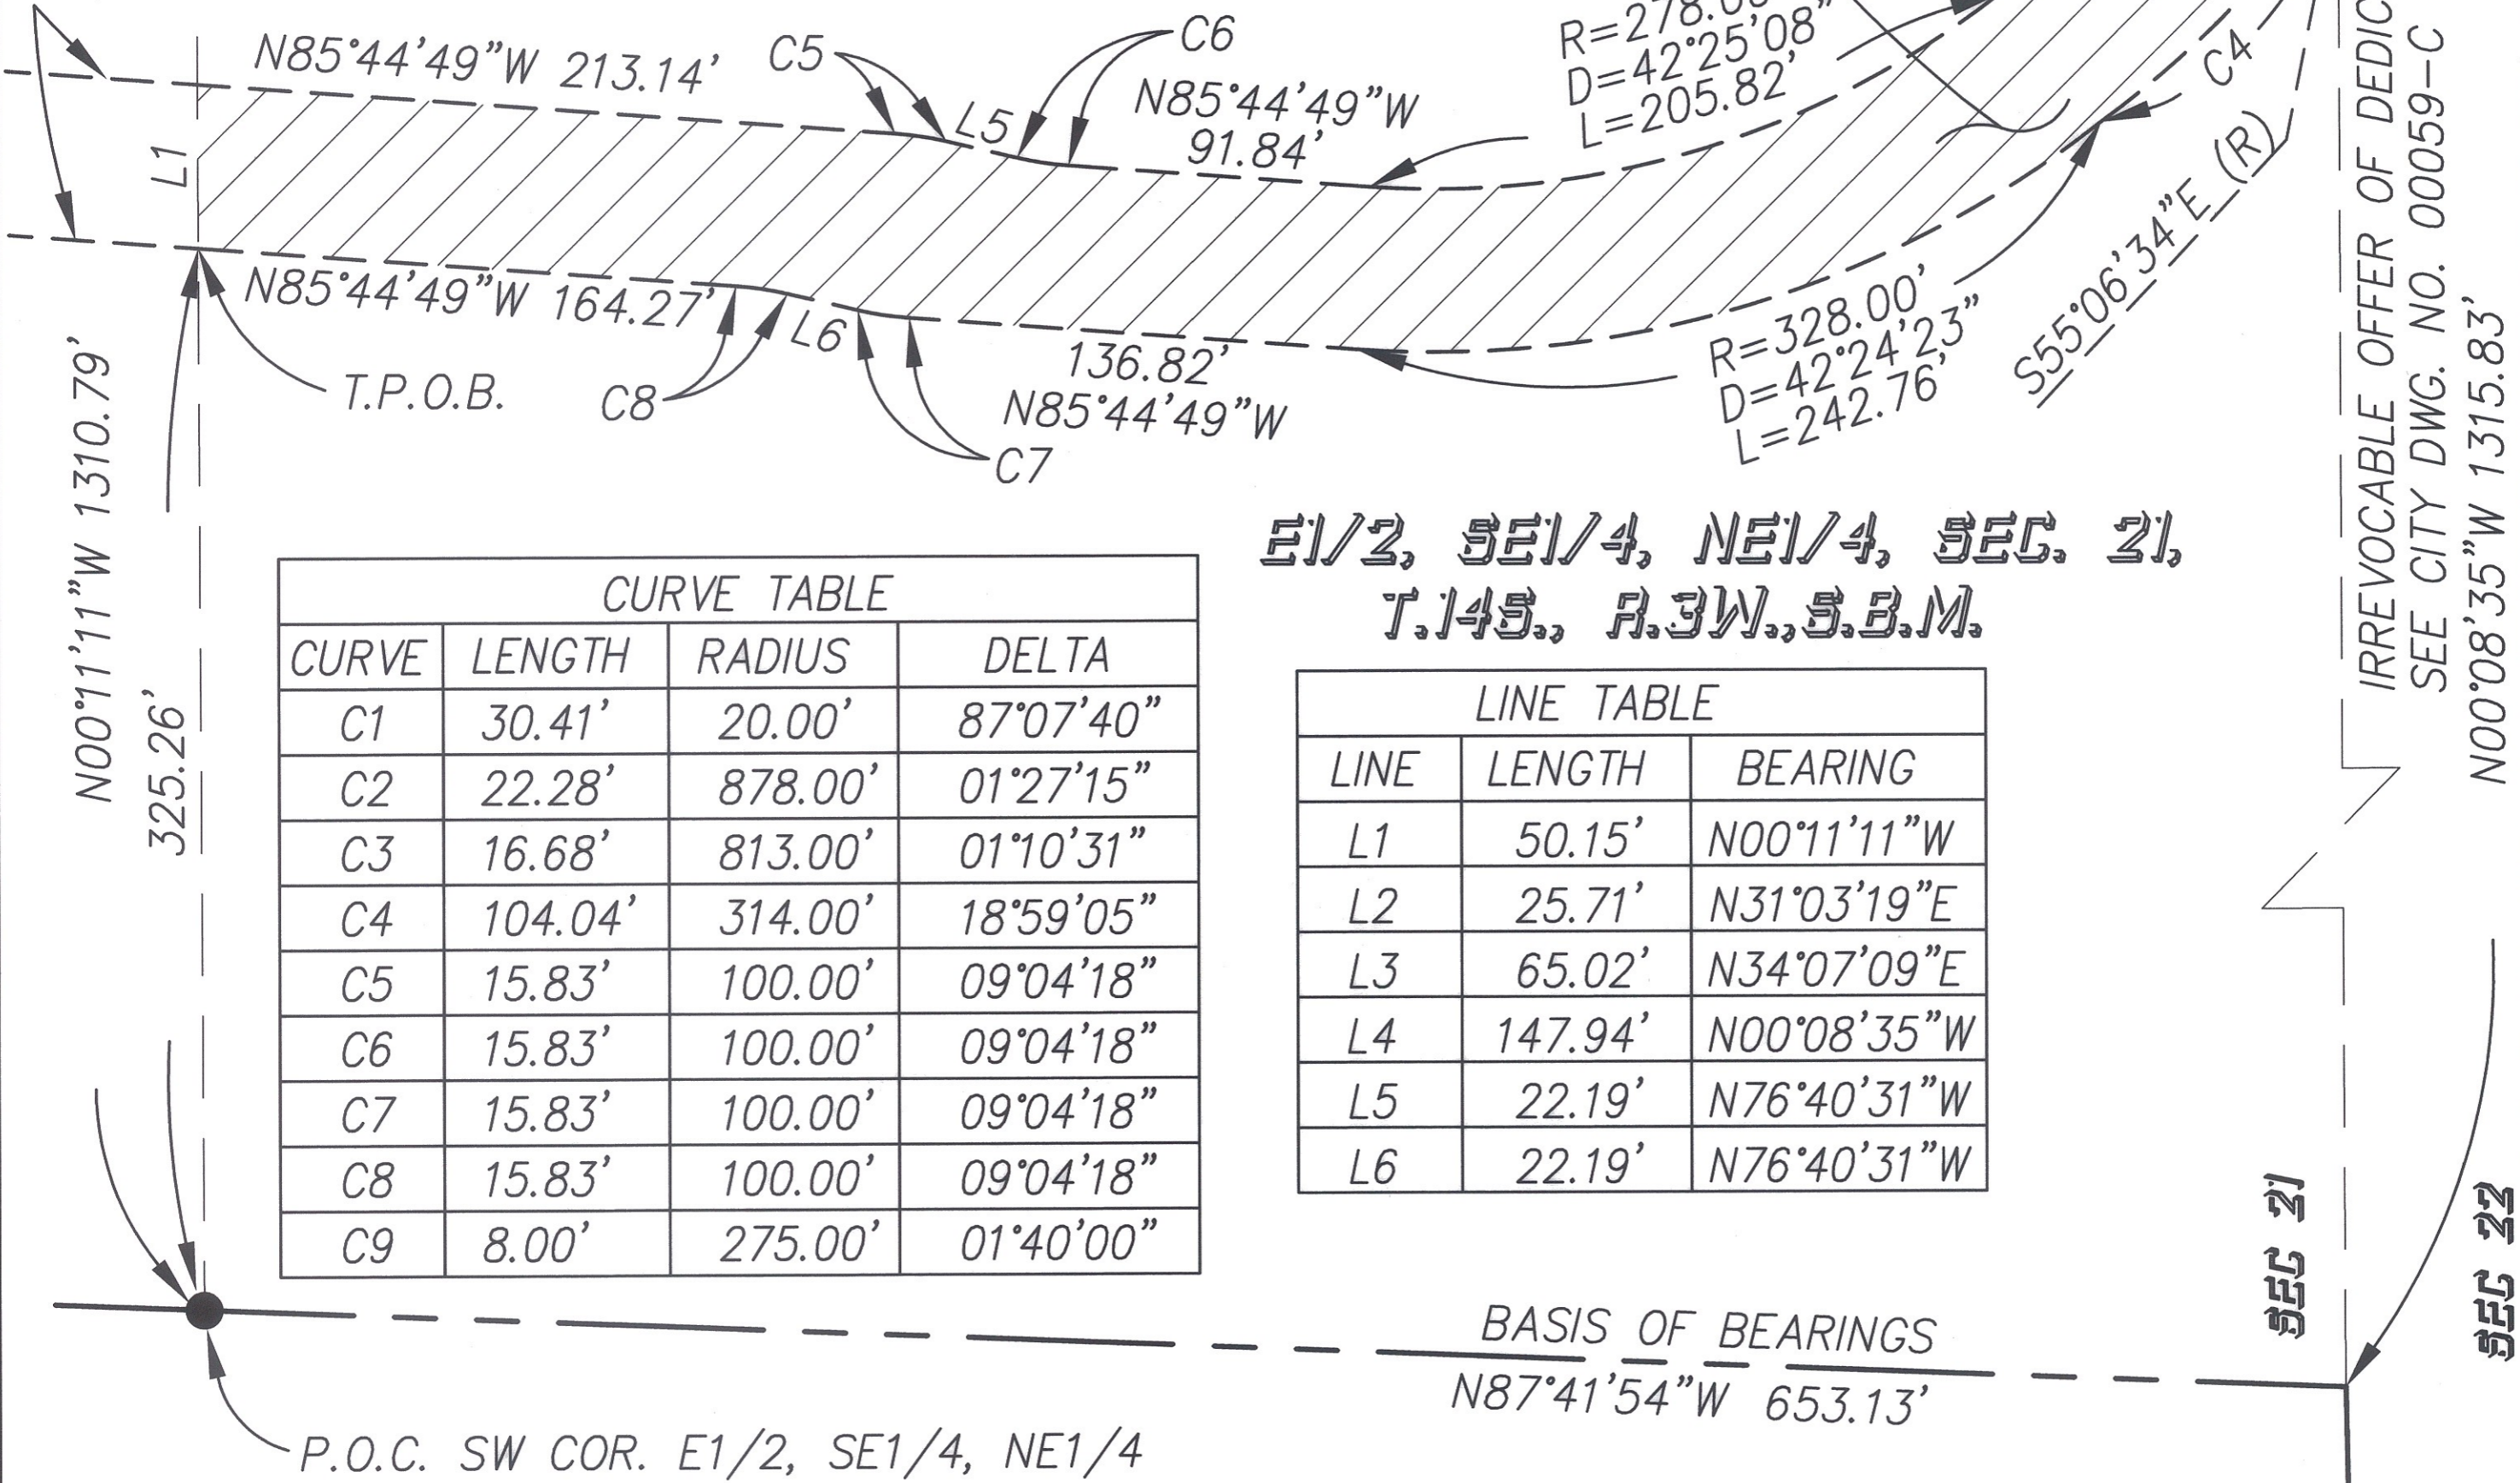 N85°44'49"W 213.14'
C5
C6
L5
N85°44'49"W
91.84'
D=42°25'08"
L=205.82'
C4
S55°06'34"E (R)
L1
N85°44'49"W 164.27'
L6
136.82'
N85°44'49"W
R=328.00'
D=42°24'23"
L=242.76'
T.P.O.B.
C8
C7
N00°11'11"W 1310.79'
325.26'
IRREVOCABLE OFFER OF
SEE CITY DWG. NO. 00059-C
N00°08'35"W 1315.83'
E1/2, SE1/4, NE1/4, SEC. 21,
T.14S., R.3W.,S.B.M.
CURVE TABLE
CURVE LENGTH RADIUS DELTA
C1 30.41' 20.00' 87°07'40"
C2 22.28' 878.00' 01°27'15"
C3 16.68' 813.00' 01°10'31"
C4 104.04' 314.00' 18°59'05"
C5 15.83' 100.00' 09°04'18"
C6 15.83' 100.00' 09°04'18"
C7 15.83' 100.00' 09°04'18"
C8 15.83' 100.00' 09°04'18"
C9 8.00' 275.00' 01°40'00"
LINE TABLE
LINE LENGTH BEARING
L1 50.15' N00°11'11"W
L2 25.71' N31°03'19"E
L3 65.02' N34°07'09"E
L4 147.94' N00°08'35"W
L5 22.19' N76°40'31"W
L6 22.19' N76°40'31"W
SEC 21
SEC 22
BASIS OF BEARINGS
N87°41'54"W 653.13'
P.O.C. SW COR. E1/2, SE1/4, NE1/4